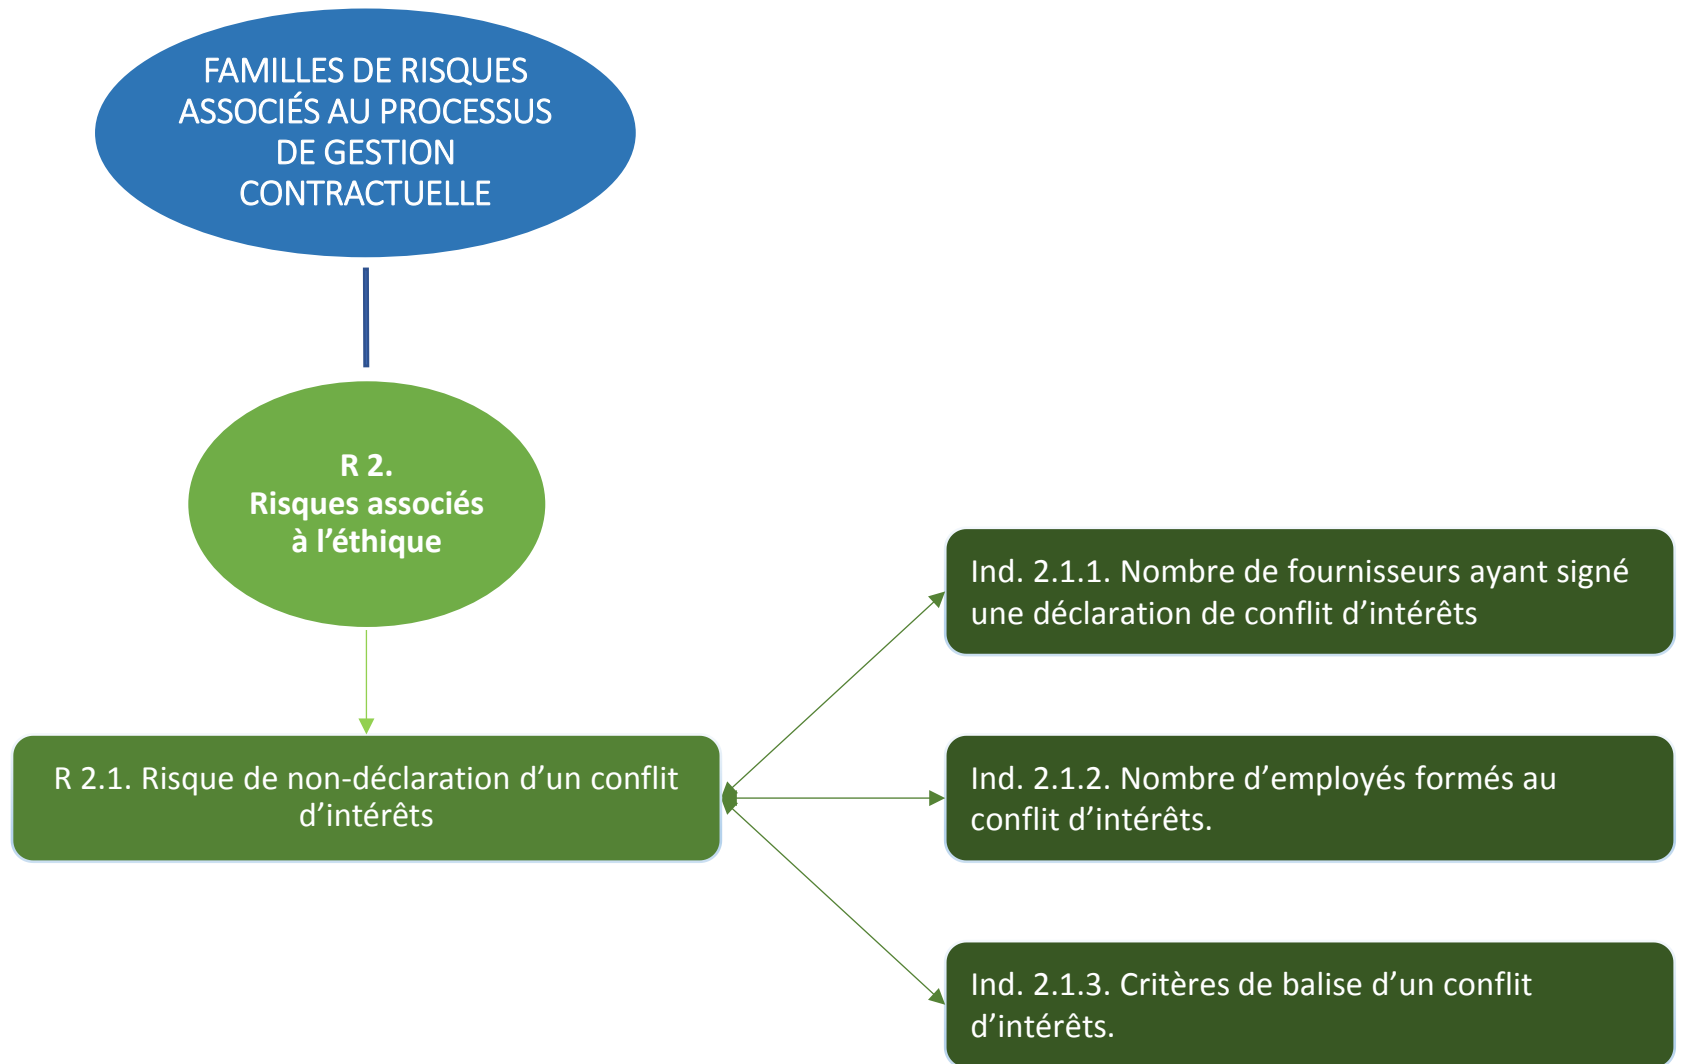 FAMILLES DE RISQUES
ASSOCIÉS AU PROCESSUS
DE GESTION
CONTRACTUELLE
R 2.
Risques associés
à l’éthique
R 2.1. Risque de non-déclaration d’un conflit
d’intérêts
Ind. 2.1.1. Nombre de fournisseurs ayant signé
une déclaration de conflit d’intérêts
Ind. 2.1.2. Nombre d’employés formés au
conflit d’intérêts.
Ind. 2.1.3. Critères de balise d’un conflit
d’intérêts.